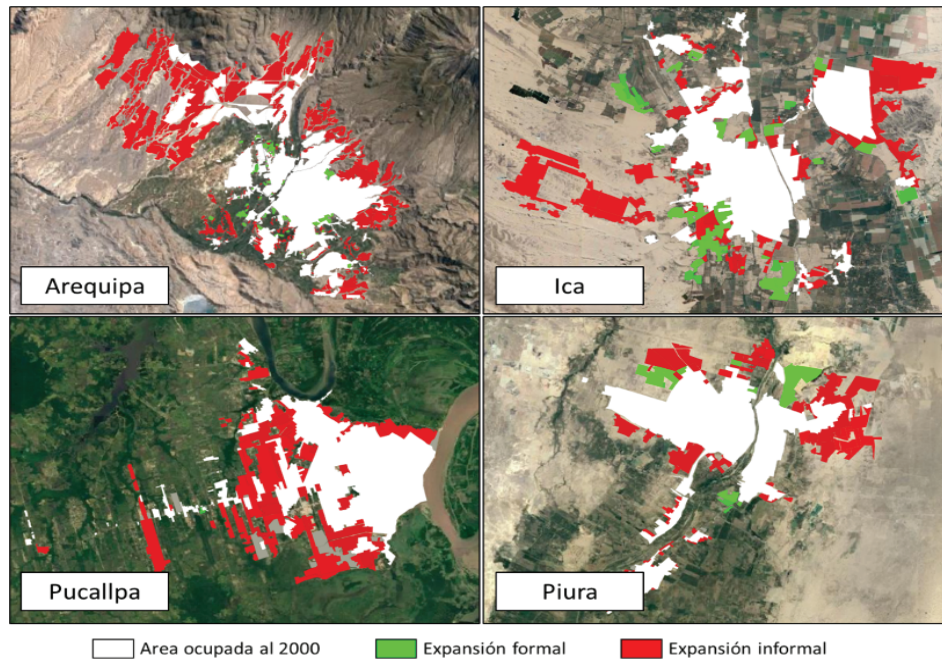 Arequipa
Ica
Pucallpa
Piura
Area ocupada al 2000
Expansión formal
Expansión informal